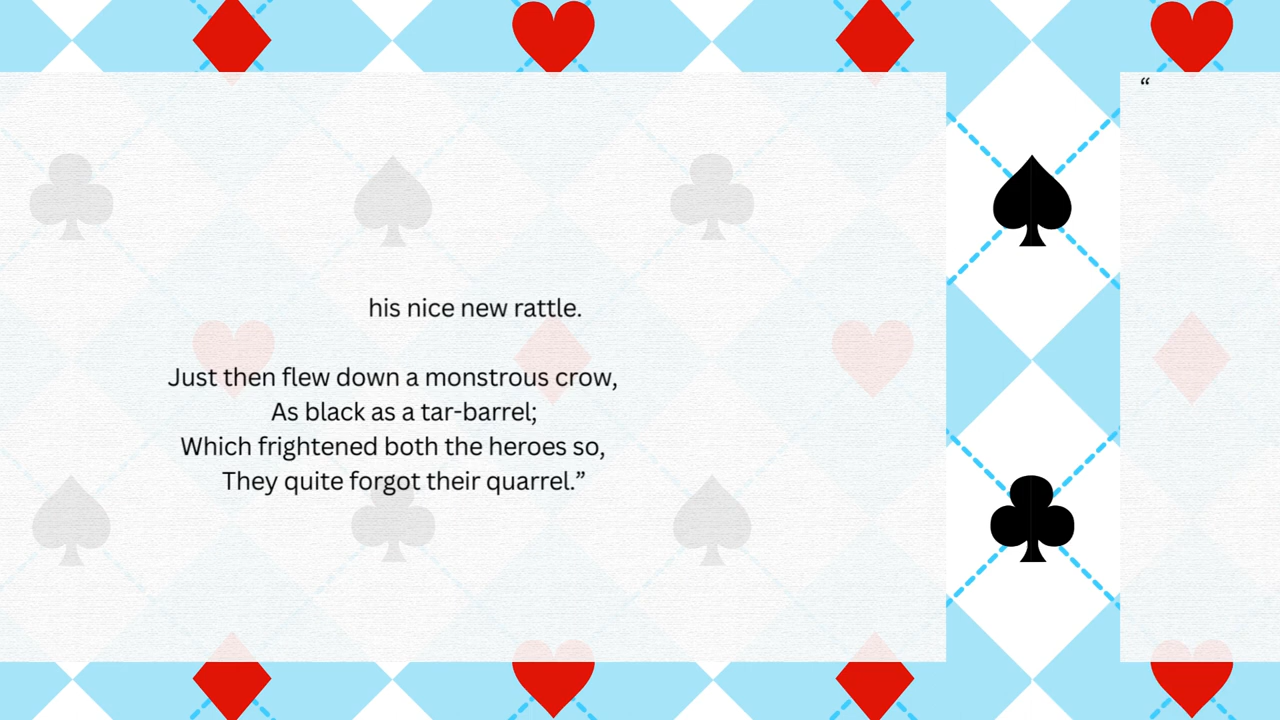 his nice new rattle.
Just then flew down a monstrous crow,
As black as a tar-barrel;
Which frightened both the heroes so,
They quite forgot their quarrel.”
“